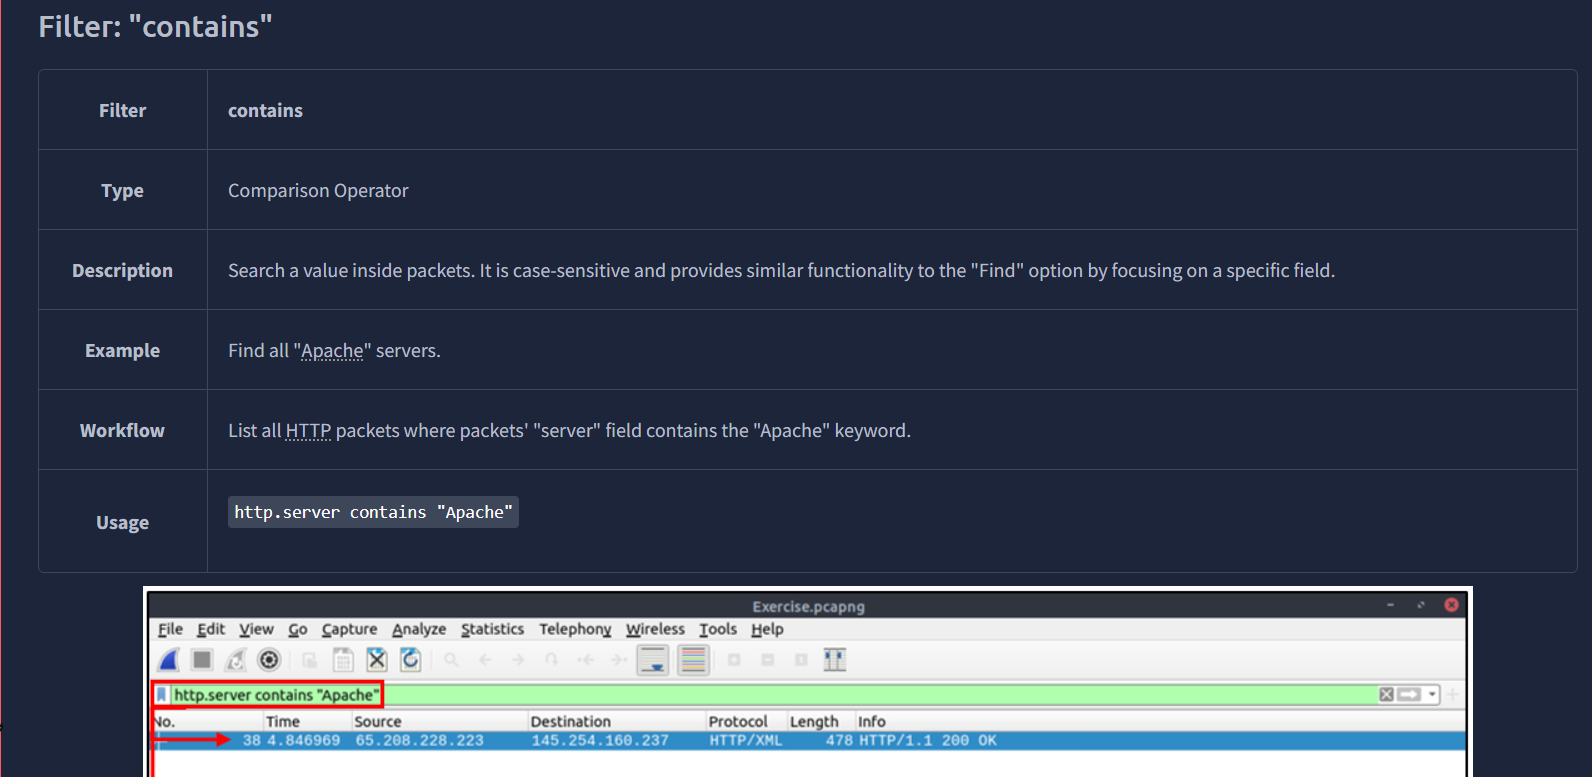 Filter: "contains"
Filter contains
Type Comparison Operator
Description Search a value inside packets. It is case-sensitive and provides similar functionality to the "Find" option by focusing on a specific field.
Example Find all "Apache" servers.
Workflow List all HTTP packets where packets' "server" field contains the "Apache" keyword.
Usage http.server contains "Apache"
Exercise.pcapng
File Edit View Go Capture Analyze Statistics Telephony Wireless Tools Help
http.server contains "Apache"
No. Time Source Destination Protocol Length Info
38 4.846969 65.208.228.223 145.254.160.237 HTTP/XML 478 HTTP/1.1 200 OK